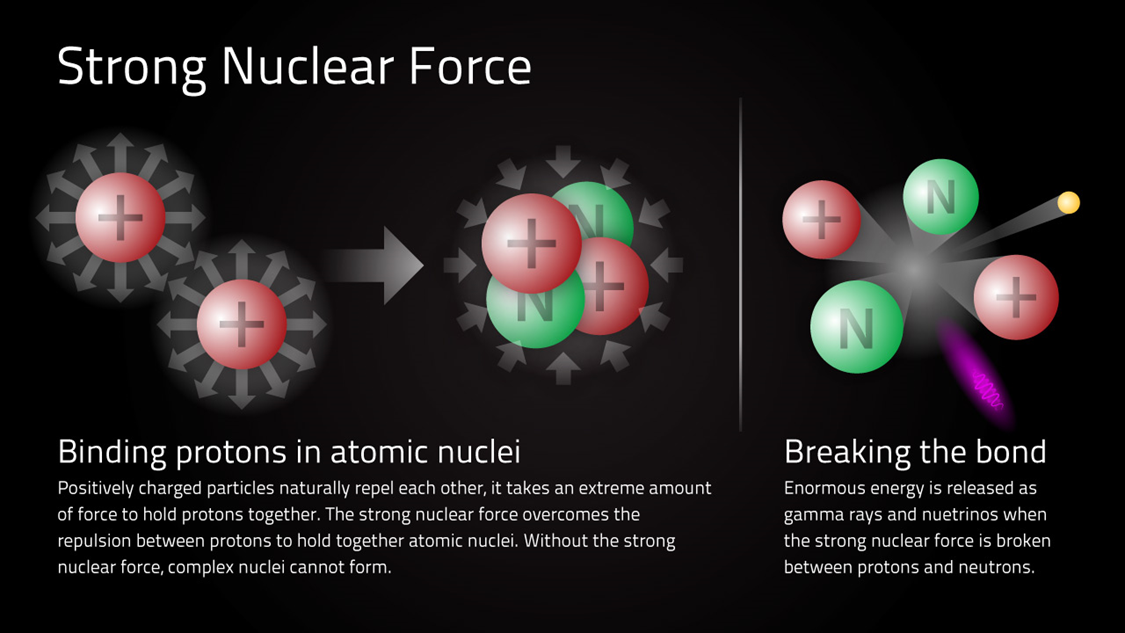 Strong Nuclear Force
+
+
+
N
+
N
+
N
N
+
Binding protons in atomic nuclei
Positively charged particles naturally repel each other, it takes an extreme amount
of force to hold protons together. The strong nuclear force overcomes the
repulsion between protons to hold together atomic nuclei. Without the strong
nuclear force, complex nuclei cannot form.
Breaking the bond
Enormous energy is released as
gamma rays and nuetrinos when
the strong nuclear force is broken
between protons and neutrons.